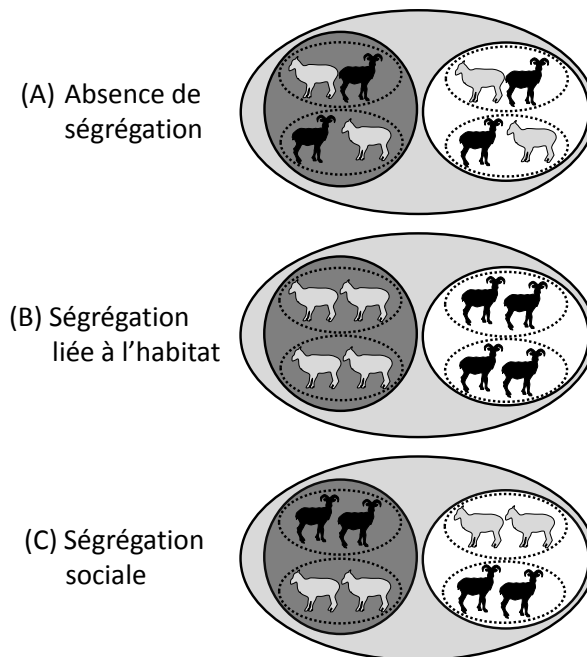 (A) Absence de
ségrégation
(B) Ségrégation
liée à l’habitat
(C) Ségrégation
sociale